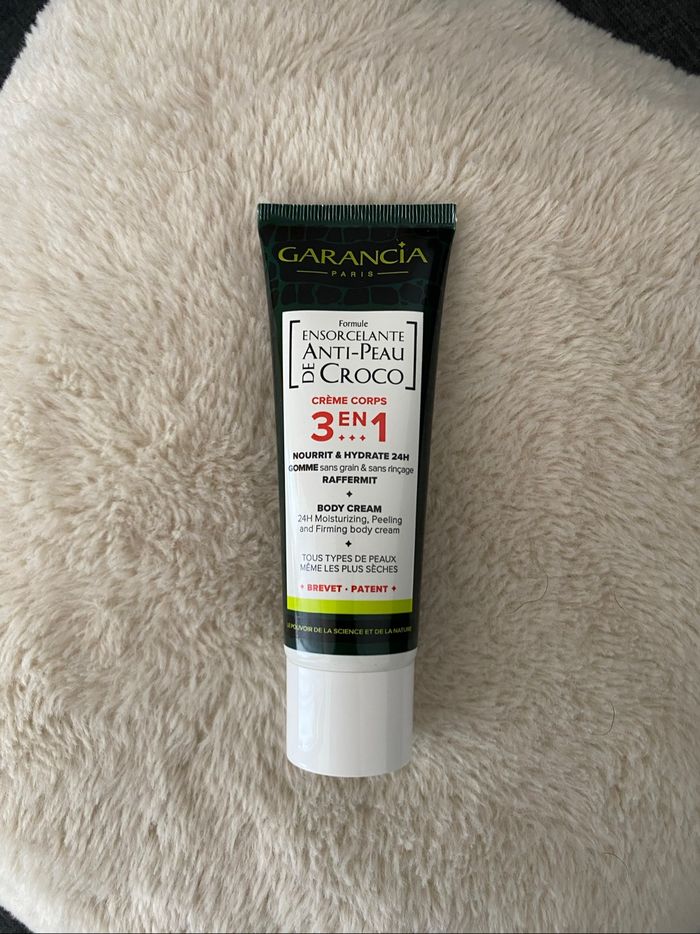 GARANCIA
PARIS
Formule
ENSORCELANTE
ANTI-PEAU
DE CROCO
CRÈME CORPS
3 EN 1
NOURRIT & HYDRATE 24H
GOMME sans grain & sans rinçage
RAFFERMIT
BODY CREAM
24H Moisturizing, Peeling
and Firming body cream
TOUS TYPES DE PEAUX
MÊME LES PLUS SÈCHES
BREVET · PATENT
LE POUVOIR DE LA SCIENCE ET DE LA NATURE